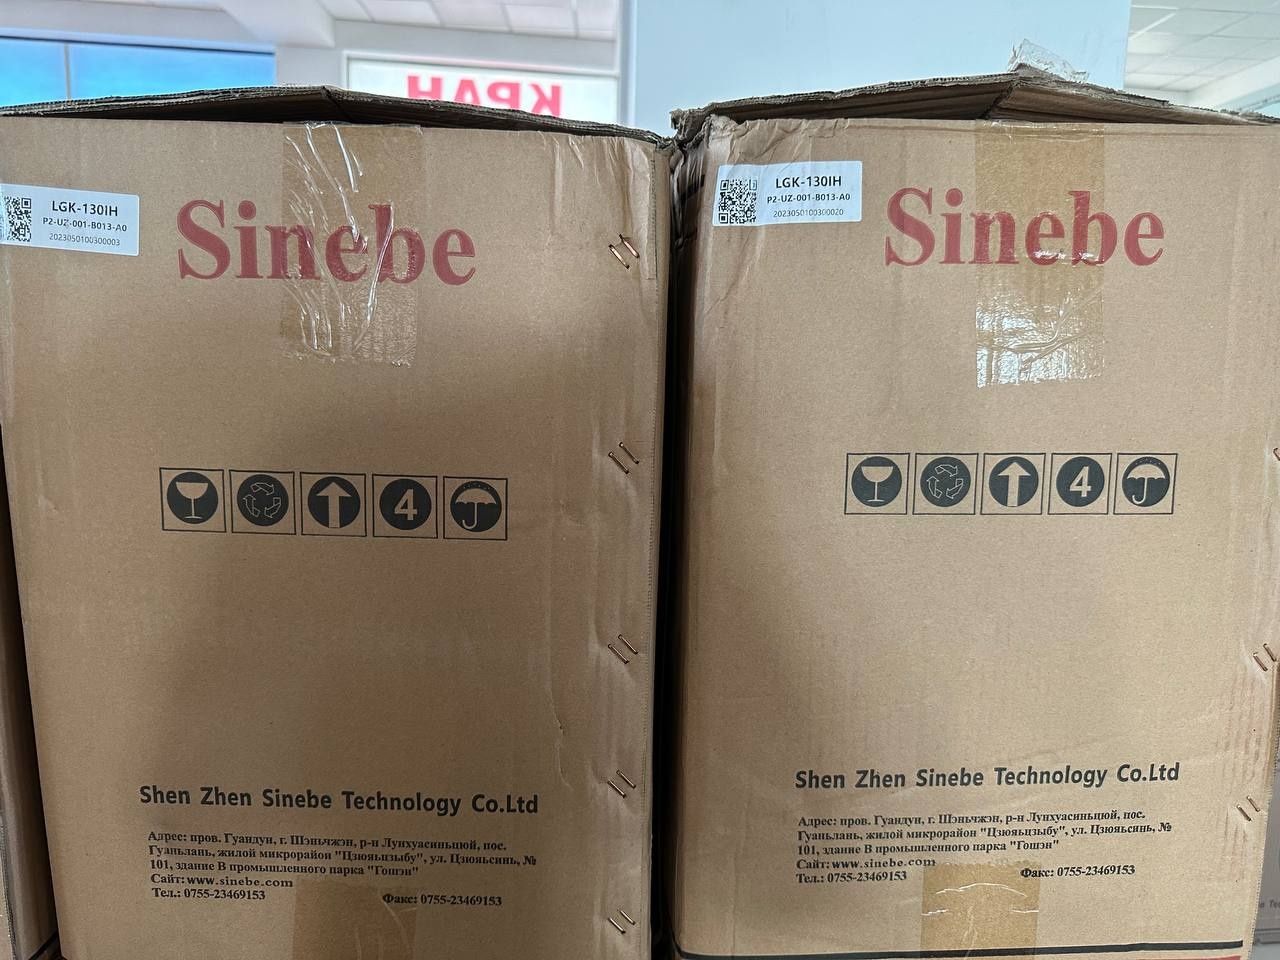 КРАН
LGK-130IH
P2-UZ-001-B013-A0
2023050100300003
Sinebe
4
Shen Zhen Sinebe Technology Co.Ltd
Адрес: пров. Гуандун, г. Шэньчжэн, р-н Лунхуасиньцюй, пос.
Гуаньлань, жилой микрорайон "Цзюяьцзыбу", ул. Цзюяьсинь, №
101, здание В промышленного парка "Гошэн"
Сайт: www.sinebe.com
Тел.: 0755-23469153 Факс: 0755-23469153
LGK-130IH
P2-UZ-001-B013-A0
2023050100300020
Sinebe
4
Shen Zhen Sinebe Technology Co.Ltd
Адрес: пров. Гуандун, г. Шэньчжэн, р-н Лунхуасиньцюй, пос.
Гуаньлань, жилой микрорайон "Цзюяьцзыбу", ул. Цзюяьсинь, №
101, здание В промышленного парка "Гошэн"
Сайт: www.sinebe.com
Тел.: 0755-23469153 Факс: 0755-23469153